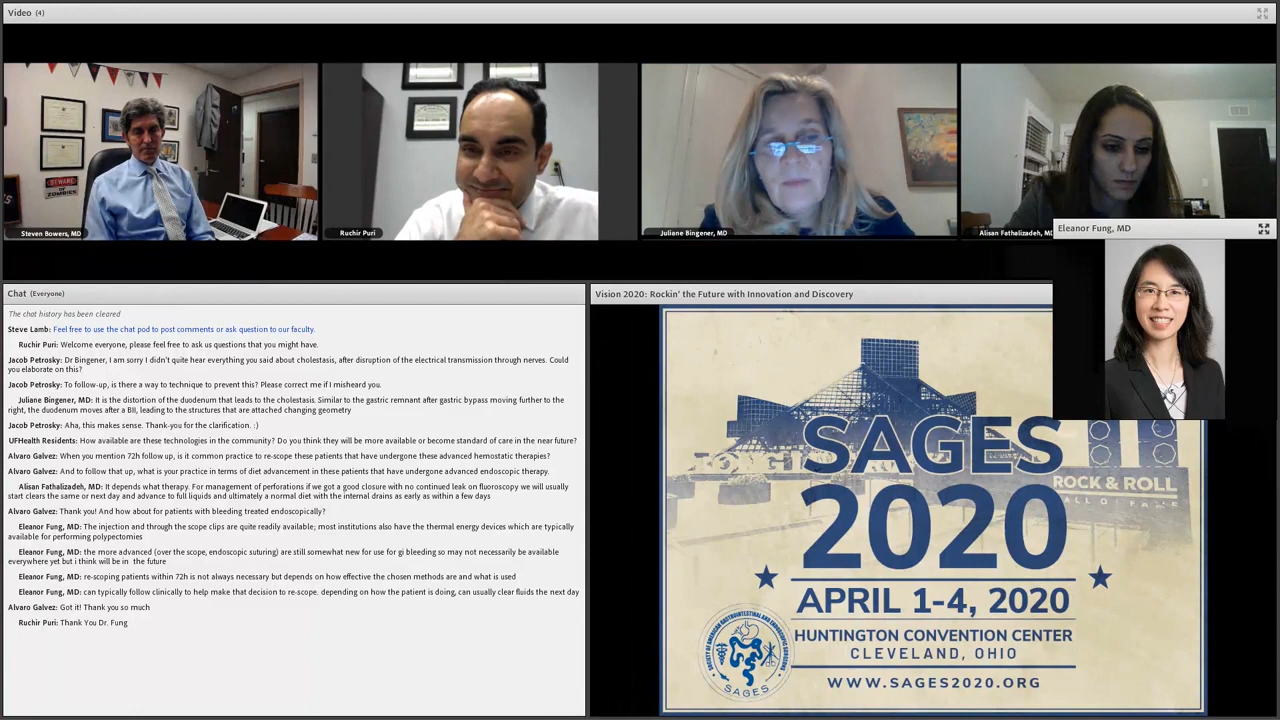 Video (4)
BEWARE
OF
ZOMBIES
Steven Bowers, MD
Ruchir Puri
Juliane Bingener, MD
Alisan Fathalizadeh, MD
Eleanor Fung, MD
Chat (Everyone)
The chat history has been cleared
Steve Lamb: Feel free to use the chat pod to post comments or ask question to our faculty.
Ruchir Puri: Welcome everyone, please feel free to ask us questions that you might have.
Jacob Petrosky: Dr Bingener, I am sorry I didn't quite hear everything you said about cholestasis, after disruption of the electrical transmission through nerves. Could
you elaborate on this?
Jacob Petrosky: To follow-up, is there a way to technique to prevent this? Please correct me if I misheard you.
Juliane Bingener, MD: It is the distortion of the duodenum that leads to the cholestasis. Similar to the gastric remnant after gastric bypass moving further to the
right, the duodenum moves after a BII, leading to the structures that are attached changing geometry
Jacob Petrosky: Aha, this makes sense. Thank-you for the clarification. :)
UFHealth Residents: How available are these technologies in the community? Do you think they will be more available or become standard of care in the near future?
Alvaro Galvez: When you mention 72h follow up, is it common practice to re-scope these patients that have undergone these advanced hemostatic therapies?
Alvaro Galvez: And to follow that up, what is your practice in terms of diet advancement in these patients that have undergone advanced endoscopic therapy.
Alisan Fathalizadeh, MD: It depends what therapy. For management of perforations if we got a good closure with no continued leak on fluoroscopy we will usually
start clears the same or next day and advance to full liquids and ultimately a normal diet with the internal drains as early as within a few days
Alvaro Galvez: Thank you! And how about for patients with bleeding treated endoscopically?
Eleanor Fung, MD: The injection and through the scope clips are quite readily available; most institutions also have the thermal energy devices which are typically
available for performing polypectomies
Eleanor Fung, MD: the more advanced (over the scope, endoscopic suturing) are still somewhat new for use for gi bleeding so may not necessarily be available
everywhere yet but i think will be in the future
Eleanor Fung, MD: re-scoping patients within 72h is not always necessary but depends on how effective the chosen methods are and what is used
Eleanor Fung, MD: can typically follow clinically to help make that decision to re-scope. depending on how the patient is doing, can usually clear fluids the next day
Alvaro Galvez: Got it! Thank you so much
Ruchir Puri: Thank You Dr. Fung
Vision 2020: Rockin' the Future with Innovation and Discovery
SAGES
2020
ROCK & ROLL
HALL OF FAME
APRIL 1-4, 2020
HUNTINGTON CONVENTION CENTER
CLEVELAND, OHIO
WWW.SAGES2020.ORG
SOCIETY OF AMERICAN GASTROINTESTINAL AND ENDOSCOPIC SURGEONS
SAGES